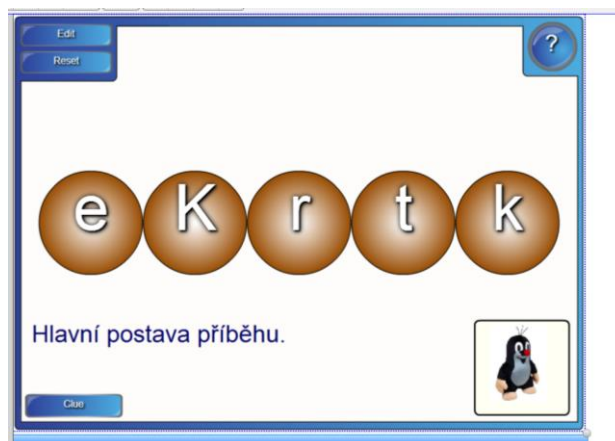 Edit
?
Reset
e K r t k
Hlavní postava příběhu.
Clue